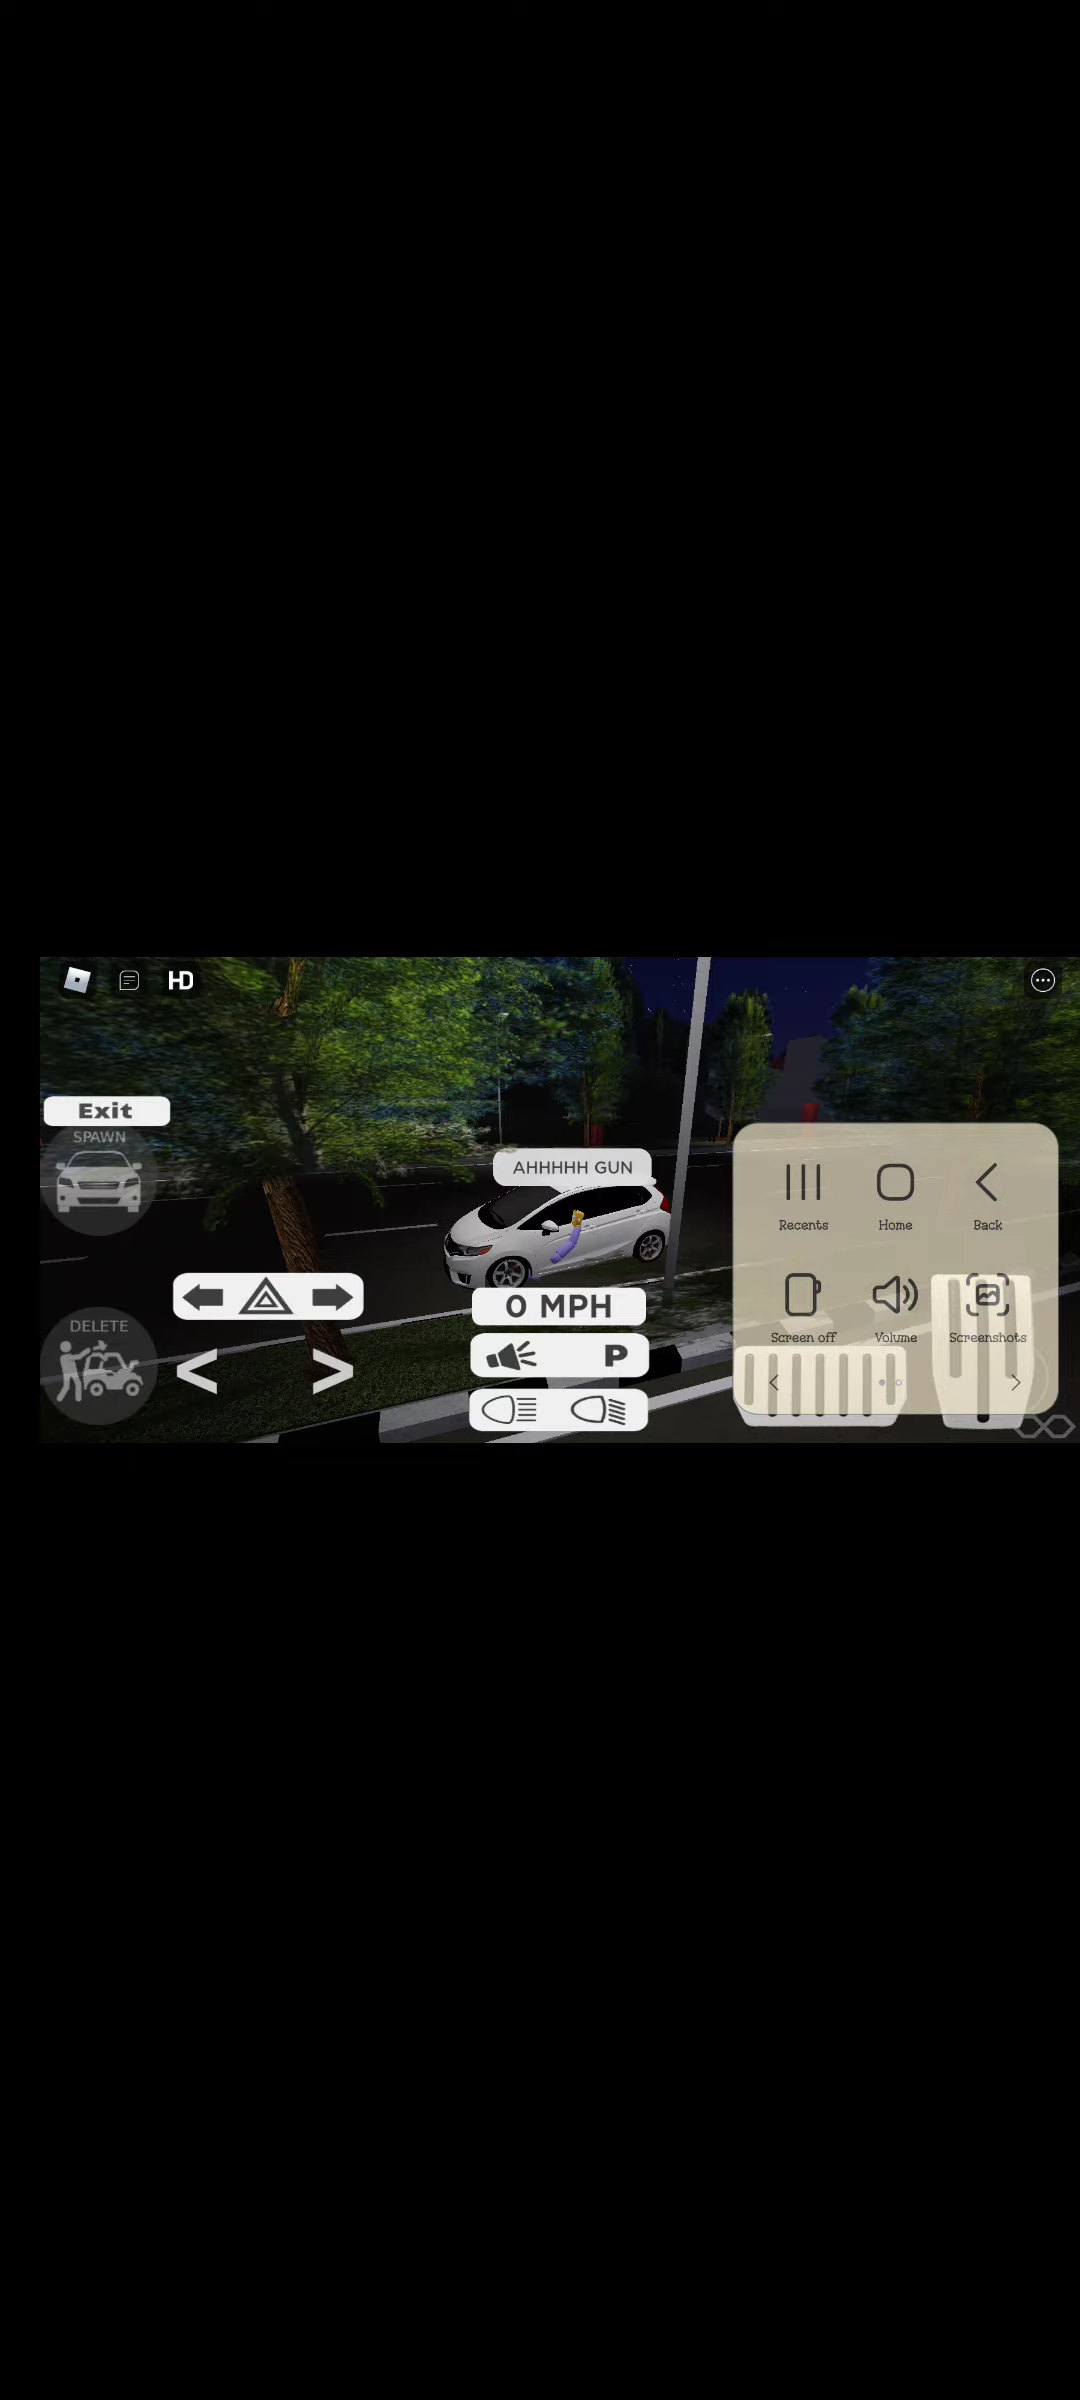 HD
Exit
SPAWN
AHHHHH GUN
Recents
Home
Back
DELETE
0 MPH
P
Screen off
Volume
Screenshots